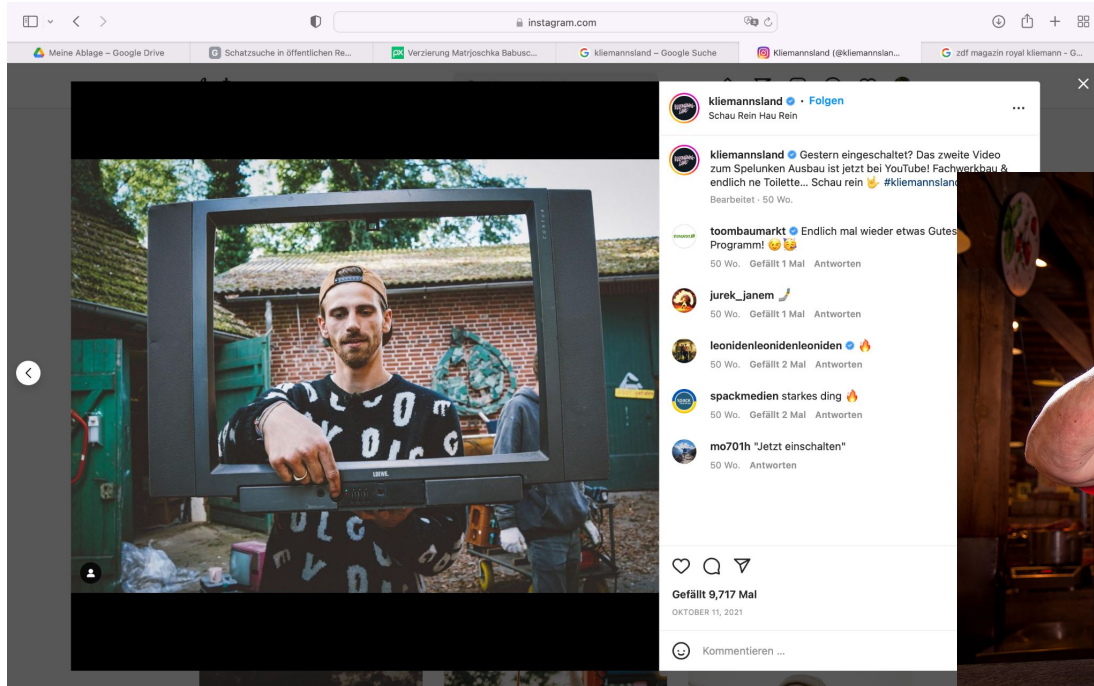 instagram.com
Meine Ablage – Google Drive
Schatzsuche in öffentlichen Re...
Verzierung Matrjoschka Babusc...
kliemannsland – Google Suche
Kliemannsland (@kliemannslan...
zdf magazin royal kliemann - G...
kliemannsland • Folgen
Schau Rein Hau Rein
kliemannsland Gestern eingeschaltet? Das zweite Video
zum Spelunken Ausbau ist jetzt bei YouTube! Fachwerkbau &
endlich ne Toilette... Schau rein 🤟 #kliemannsland
Bearbeitet · 50 Wo.
toombaumarkt Endlich mal wieder etwas Gutes
Programm! 😉🥳
50 Wo. Gefällt 1 Mal Antworten
jurek_janem 🤳
50 Wo. Gefällt 1 Mal Antworten
leonidenleonidenleoniden 🔥
50 Wo. Gefällt 2 Mal Antworten
spackmedien starkes ding 🔥
50 Wo. Gefällt 2 Mal Antworten
mo701h "Jetzt einschalten"
50 Wo. Antworten
Gefällt 9,717 Mal
OKTOBER 11, 2021
Kommentieren ...
LOEWE.